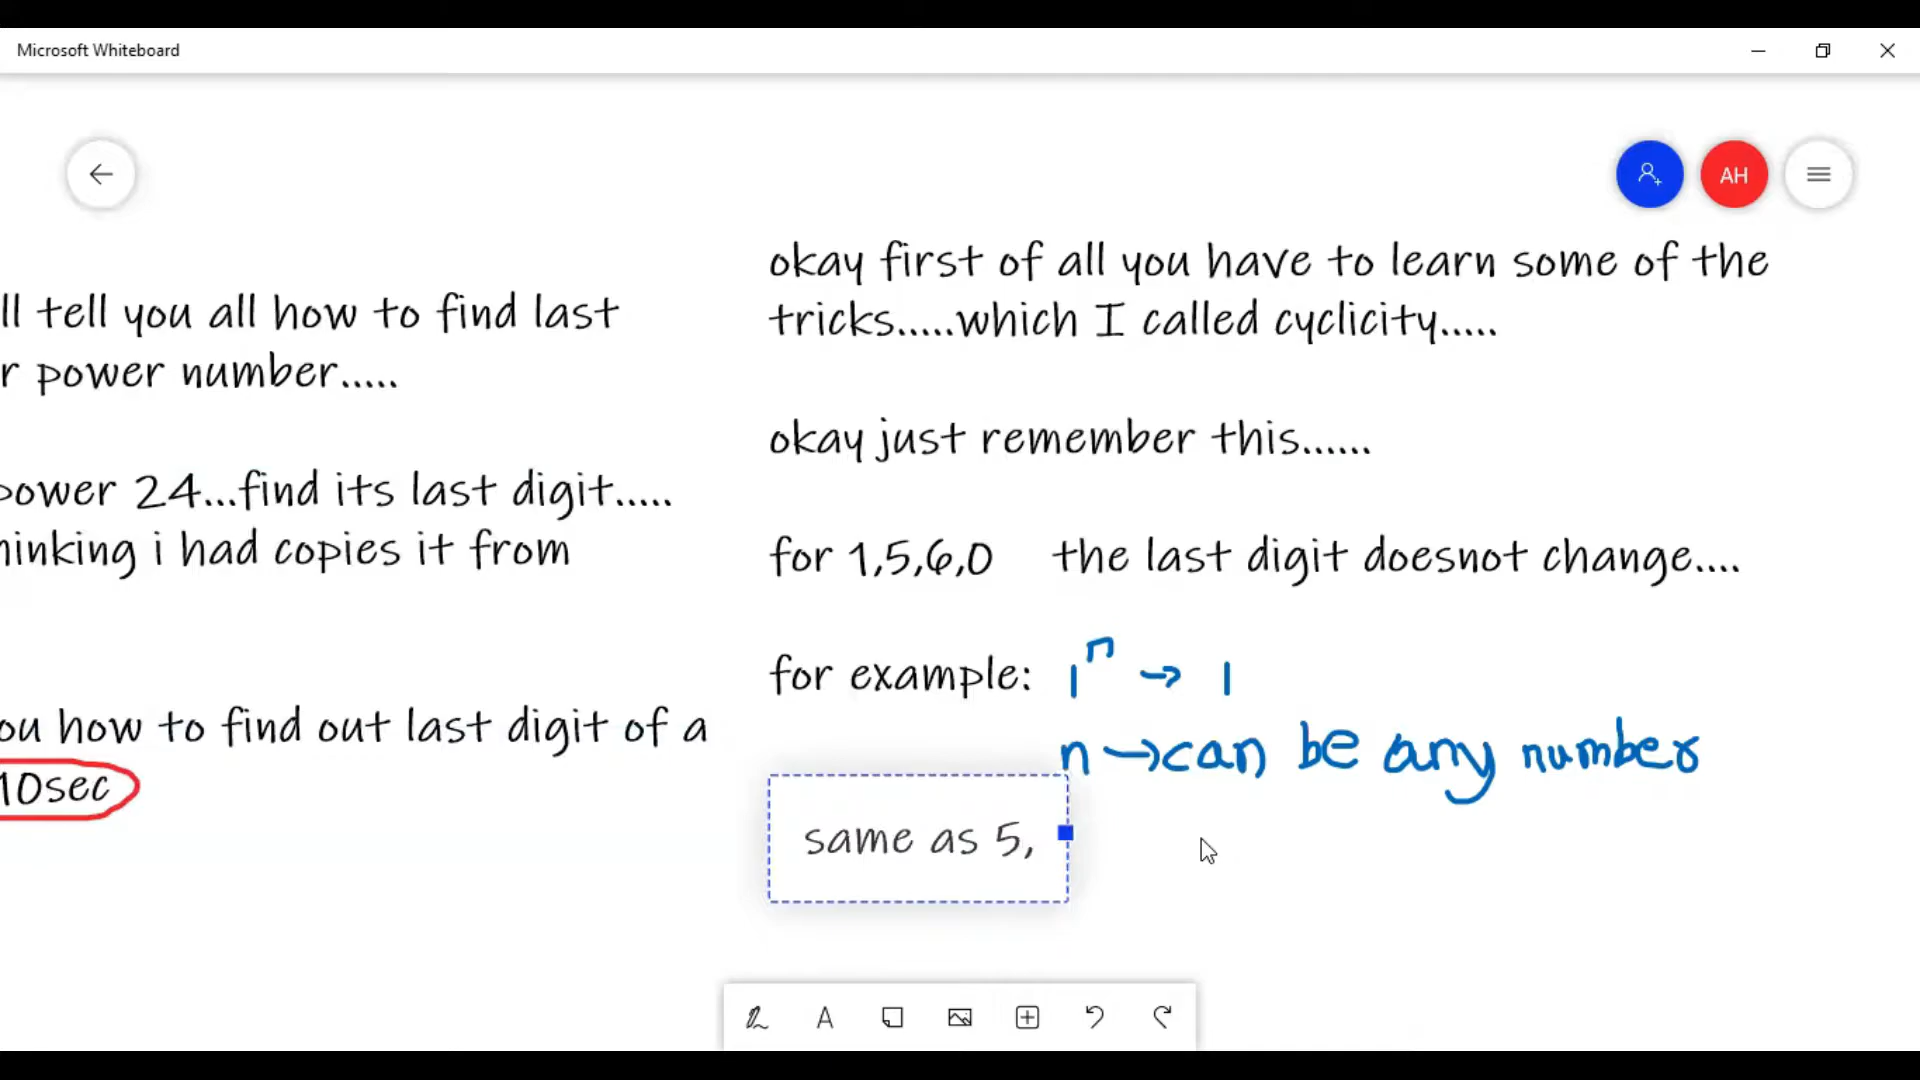 Microsoft Whiteboard
AH
ll tell you all how to find last
r power number.....
power 24...find its last digit.....
hinking i had copies it from
ou how to find out last digit of a
10sec
okay first of all you have to learn some of the
tricks.....which I called cyclicity.....
okay just remember this......
for 1,5,6,0 the last digit doesnot change....
for example: 1ⁿ → 1
n → can be any number
same as 5,